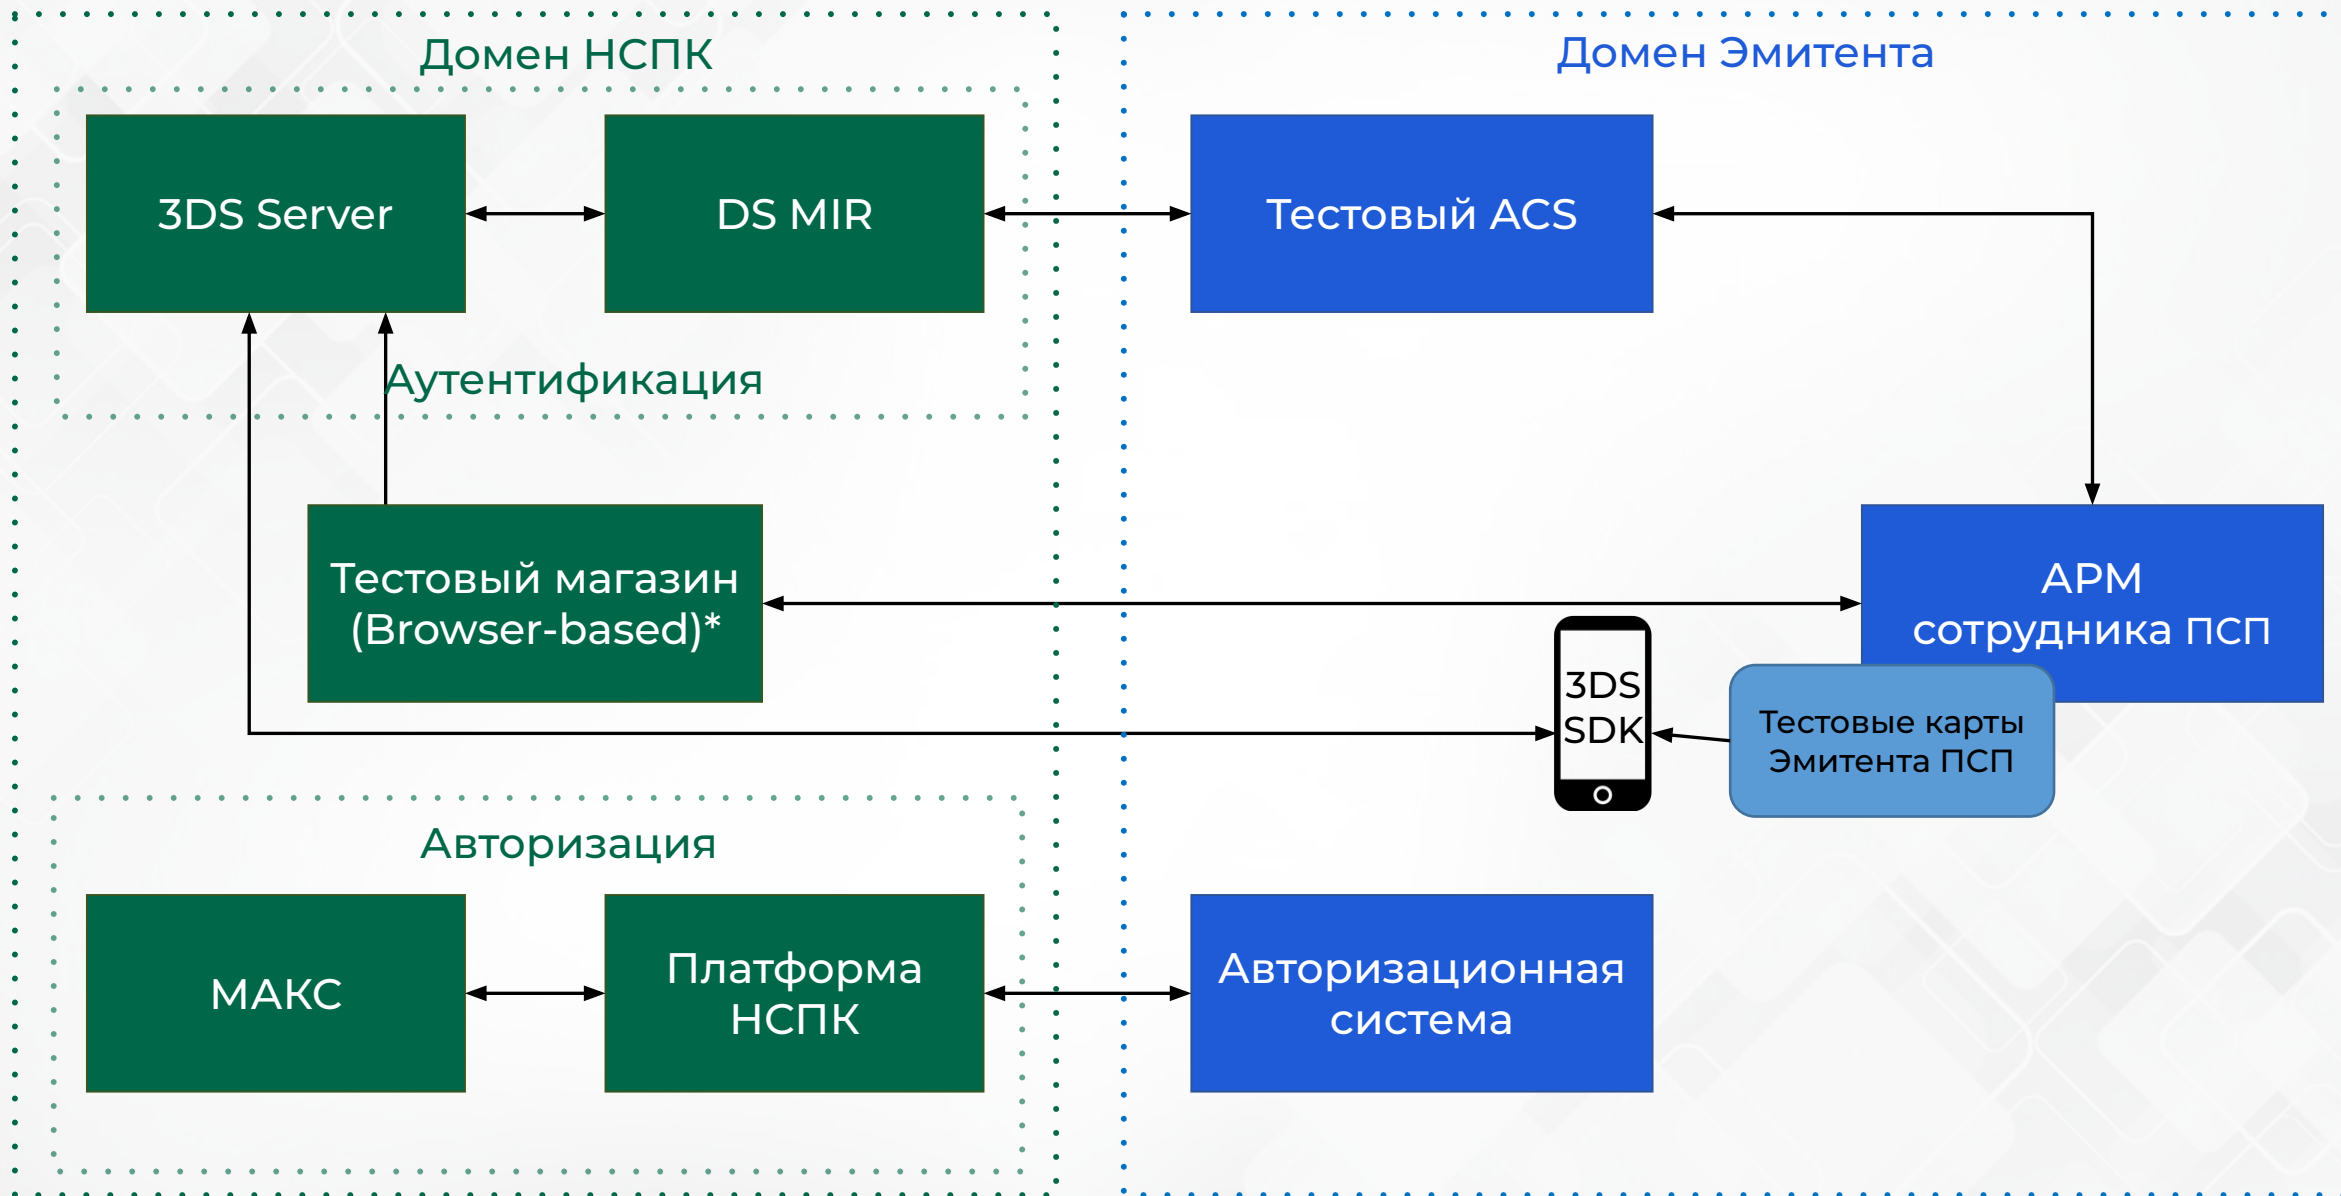 Домен НСПК
Домен Эмитента
3DS Server
DS MIR
Тестовый ACS
Аутентификация
Тестовый магазин
(Browser-based)*
АРМ
сотрудника ПСП
3DS
SDK
Тестовые карты
Эмитента ПСП
Авторизация
МАКС
Платформа
НСПК
Авторизационная
система